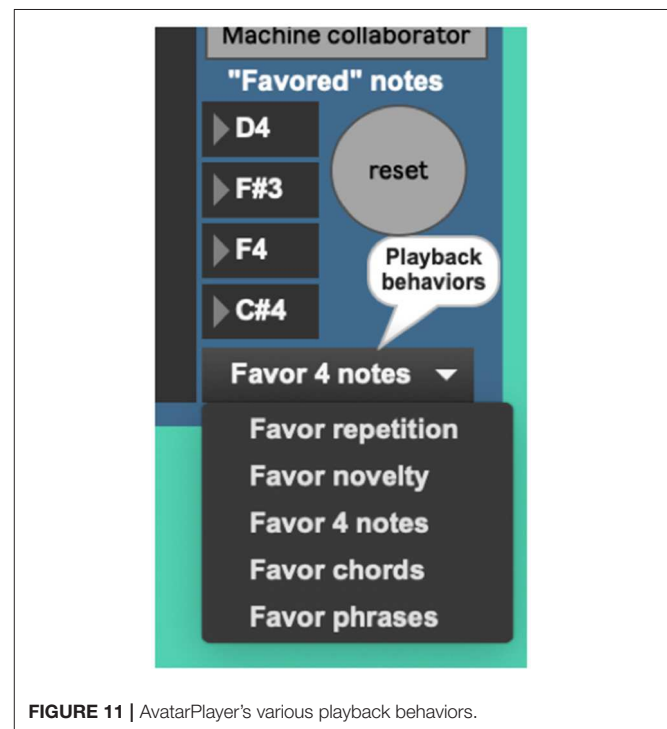 Machine collaborator
"Favored" notes
D4
reset
F#3
F4
Playback
behaviors
C#4
Favor 4 notes
Favor repetition
Favor novelty
Favor 4 notes
Favor chords
Favor phrases
FIGURE 11 | AvatarPlayer's various playback behaviors.